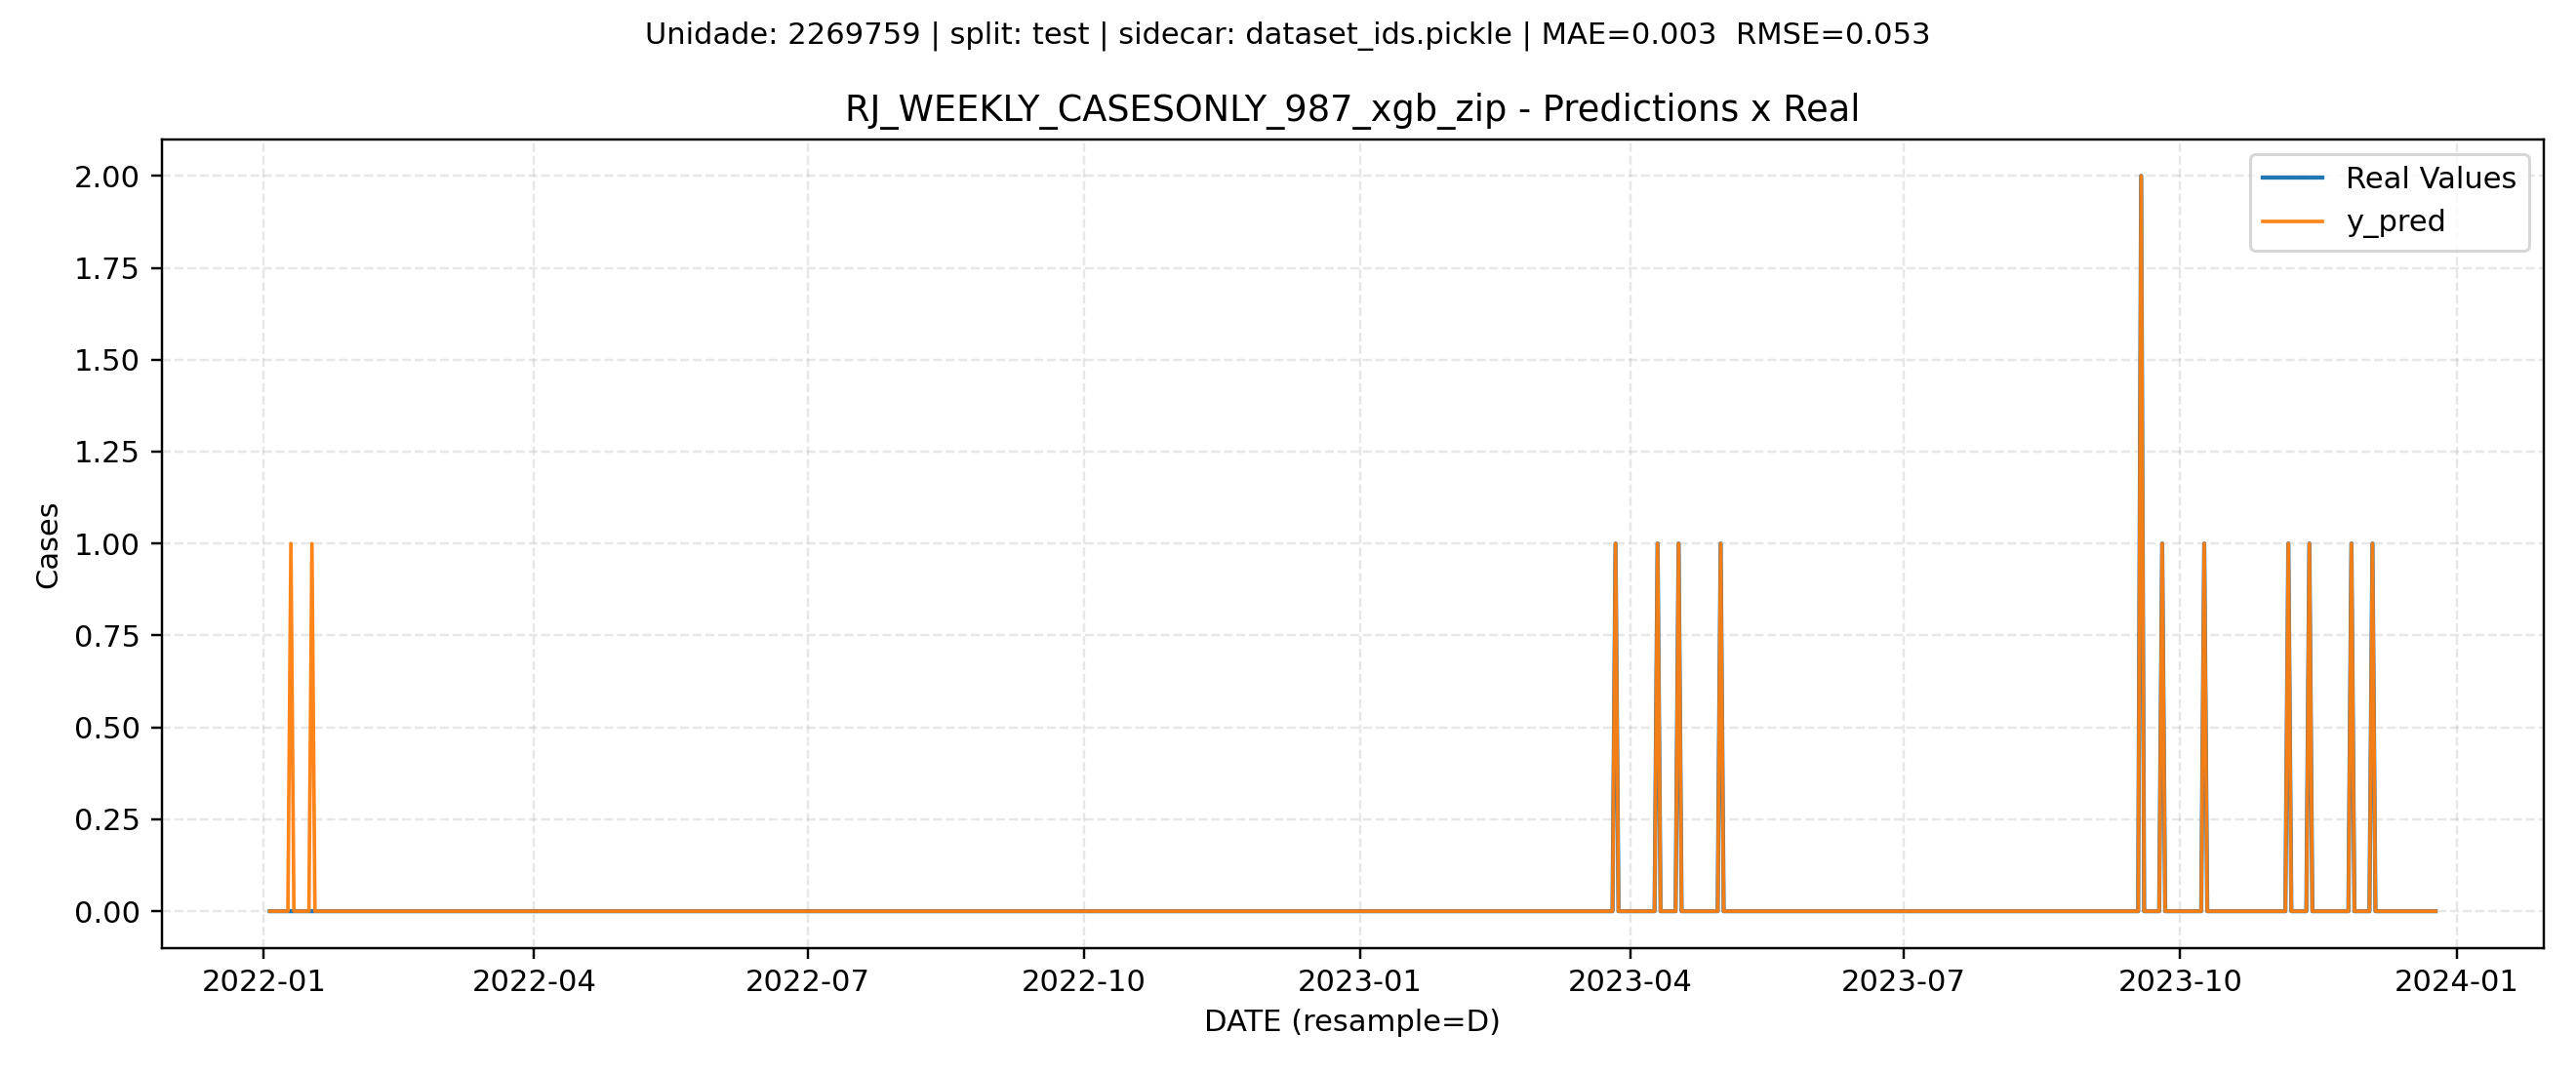 Unidade: 2269759 | split: test | sidecar: dataset_ids.pickle | MAE=0.003  RMSE=0.053
RJ_WEEKLY_CASESONLY_987_xgb_zip - Predictions x Real
Real Values
y_pred
2.00
1.75
1.50
1.25
1.00
0.75
0.50
0.25
0.00
Cases
2022-01 2022-04 2022-07 2022-10 2023-01 2023-04 2023-07 2023-10 2024-01
DATE (resample=D)